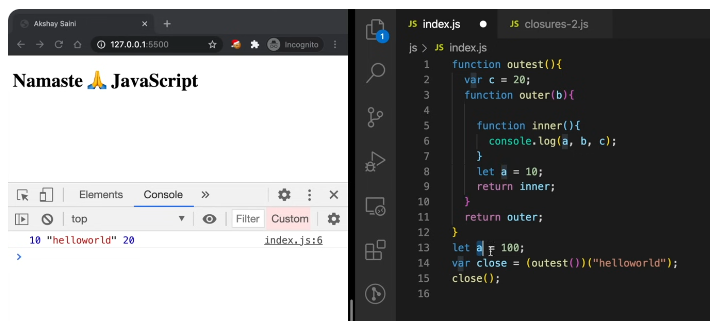 Akshay Saini
127.0.0.1:5500
Incognito
Namaste 🙏 JavaScript
Elements Console »
top Filter Custom
10 "helloworld" 20 index.js:6
>
1
JS index.js JS closures-2.js
js > JS index.js
1 function outest(){
2 var c = 20;
3 function outer(b){
4
5 function inner(){
6 console.log(a, b, c);
7 }
8 let a = 10;
9 return inner;
10 }
11 return outer;
12 }
13 let a = 100;
14 var close = (outest())("helloworld");
15 close();
16